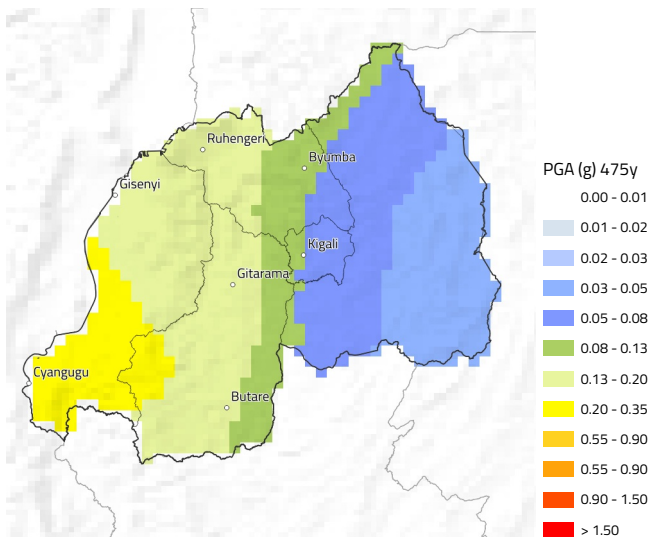 Ruhengeri
Byumba
Gisenyi
Kigali
Gitarama
Cyangugu
Butare
PGA (g) 475y
0.00 - 0.01
0.01 - 0.02
0.02 - 0.03
0.03 - 0.05
0.05 - 0.08
0.08 - 0.13
0.13 - 0.20
0.20 - 0.35
0.55 - 0.90
0.55 - 0.90
0.90 - 1.50
> 1.50